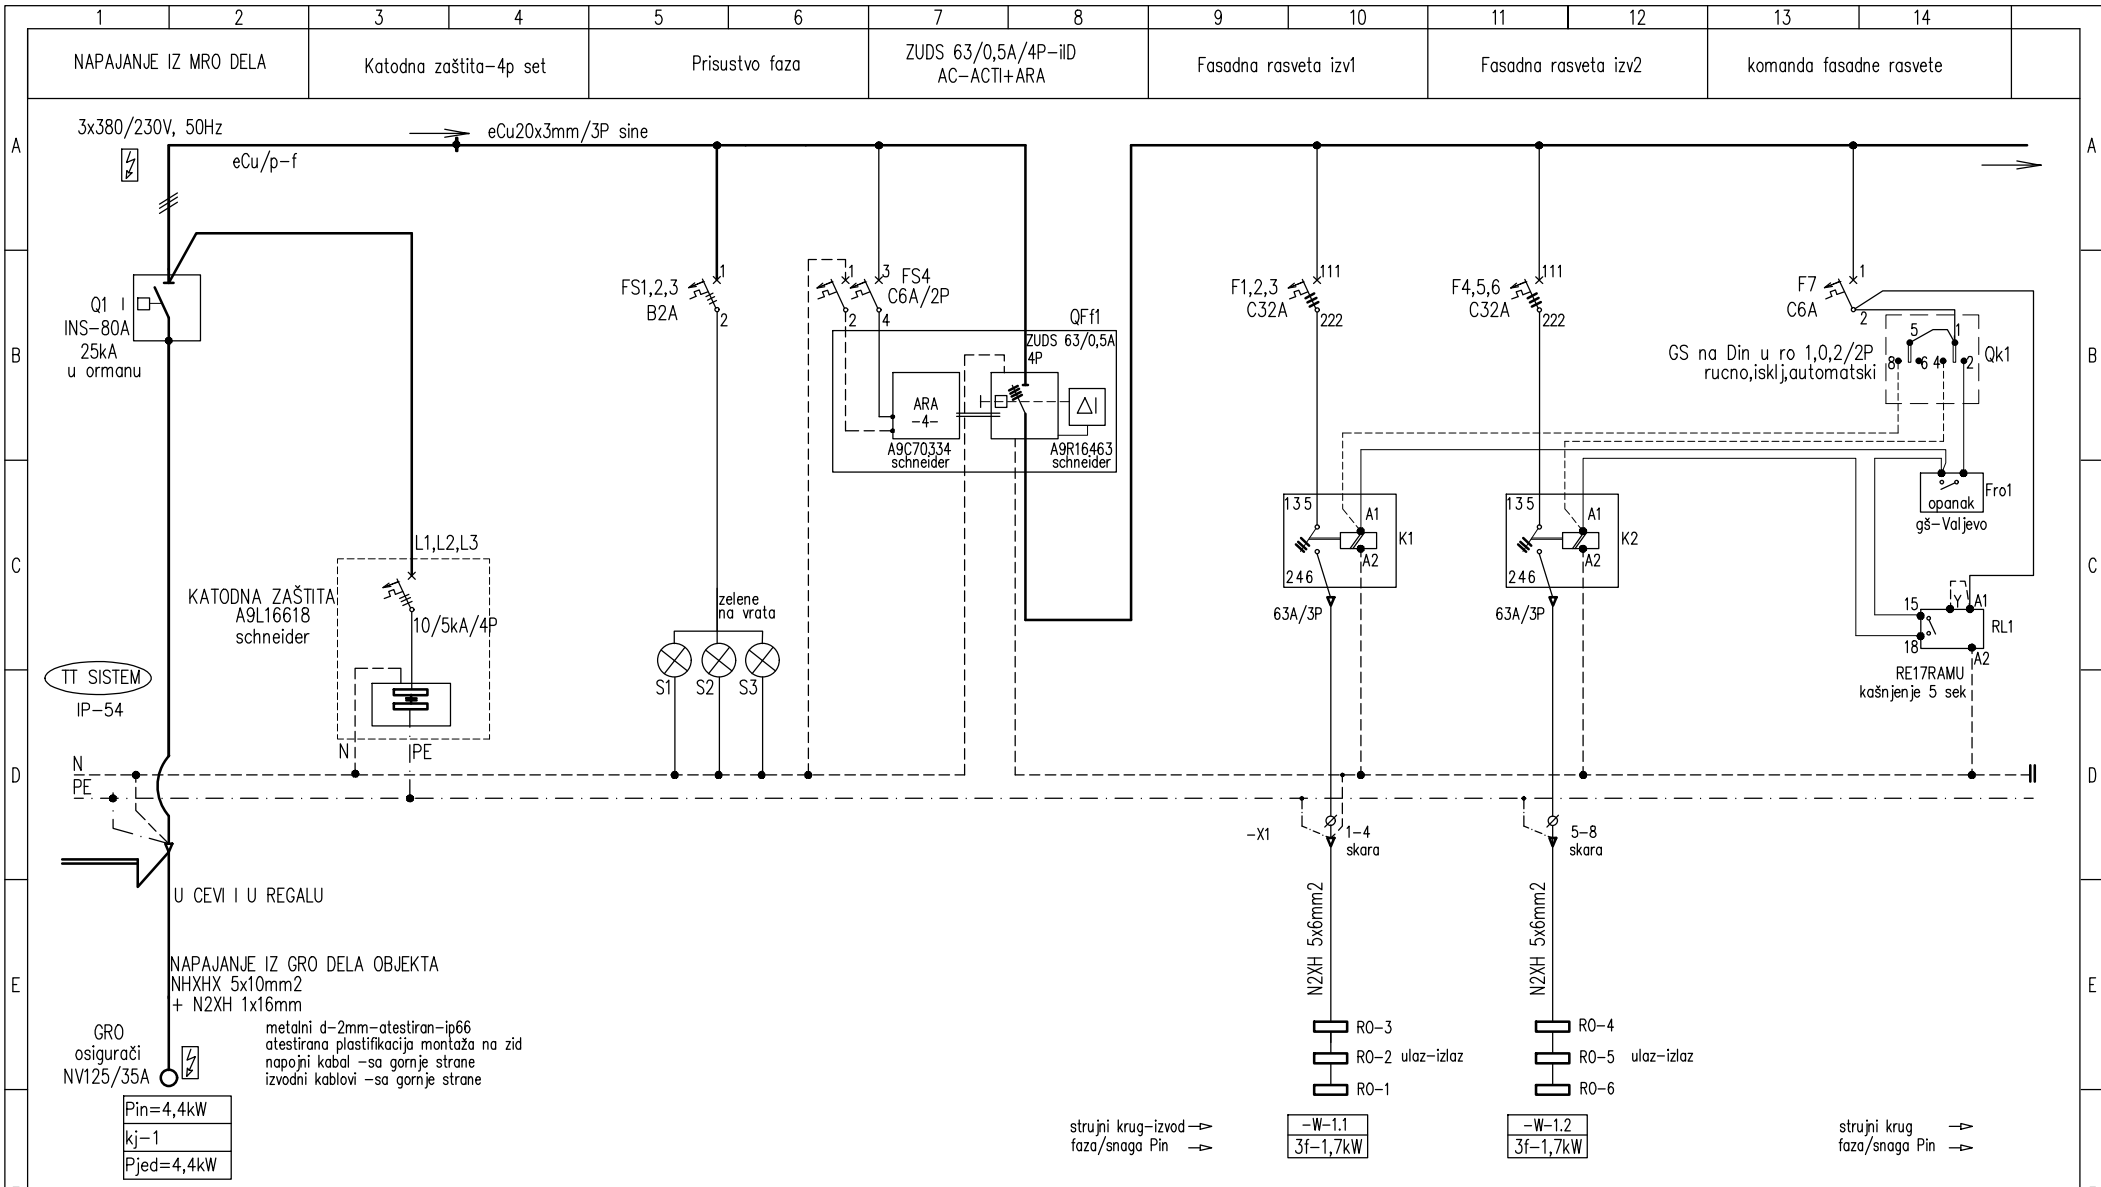 1 2 3 4 5 6 7 8 9 10 11 12 13 14
NAPAJANJE IZ MRO DELA
Katodna zaštita-4p set
Prisustvo faza
ZUDS 63/0,5A/4P-iID
AC-ACTI+ARA
Fasadna rasveta izv1
Fasadna rasveta izv2
komanda fasadne rasvete
A
3x380/230V, 50Hz
eCu/p-f
eCu20x3mm/3P sine
A
Q1 I
INS-80A
25kA
u ormanu
B
FS1,2,3
B2A
1
2
1
2
3
4
FS4
C6A/2P
QFf1
ZUDS 63/0,5A
4P
ARA
-4-
A9C70334
schneider
ΔI
A9R16463
schneider
F1,2,3
C32A
111
222
F4,5,6
C32A
111
222
F7
C6A
1
2
GS na Din u ro 1,0,2/2P
rucno,isklj,automatski
5 1
8 6 4 2
Qk1
B
C
L1,L2,L3
KATODNA ZAŠTITA
A9L16618
schneider
10/5kA/4P
N
PE
zelene
na vrata
S1
S2
S3
135
246
A1
A2
K1
63A/3P
135
246
A1
A2
K2
63A/3P
Fro1
opanak
gš-Valjevo
15
18
Y
A1
A2
RL1
RE17RAMU
kašnjenje 5 sek
C
TT SISTEM
IP-54
D
N
PE
-X1
1-4
skara
5-8
skara
D
U CEVI I U REGALU
E
NAPAJANJE IZ GRO DELA OBJEKTA
NHXHX 5x10mm2
+ N2XH 1x16mm
GRO
osigurači
NV125/35A
metalni d-2mm-atestiran-ip66
atestirana plastifikacija montaža na zid
napojni kabal -sa gornje strane
izvodni kablovi -sa gornje strane
Pin=4,4kW
kj-1
Pjed=4,4kW
N2XH 5x6mm2
RO-3
RO-2 ulaz-izlaz
RO-1
N2XH 5x6mm2
RO-4
RO-5 ulaz-izlaz
RO-6
E
strujni krug-izvod
faza/snaga Pin
-W-1.1
3f-1,7kW
-W-1.2
3f-1,7kW
strujni krug
faza/snaga Pin